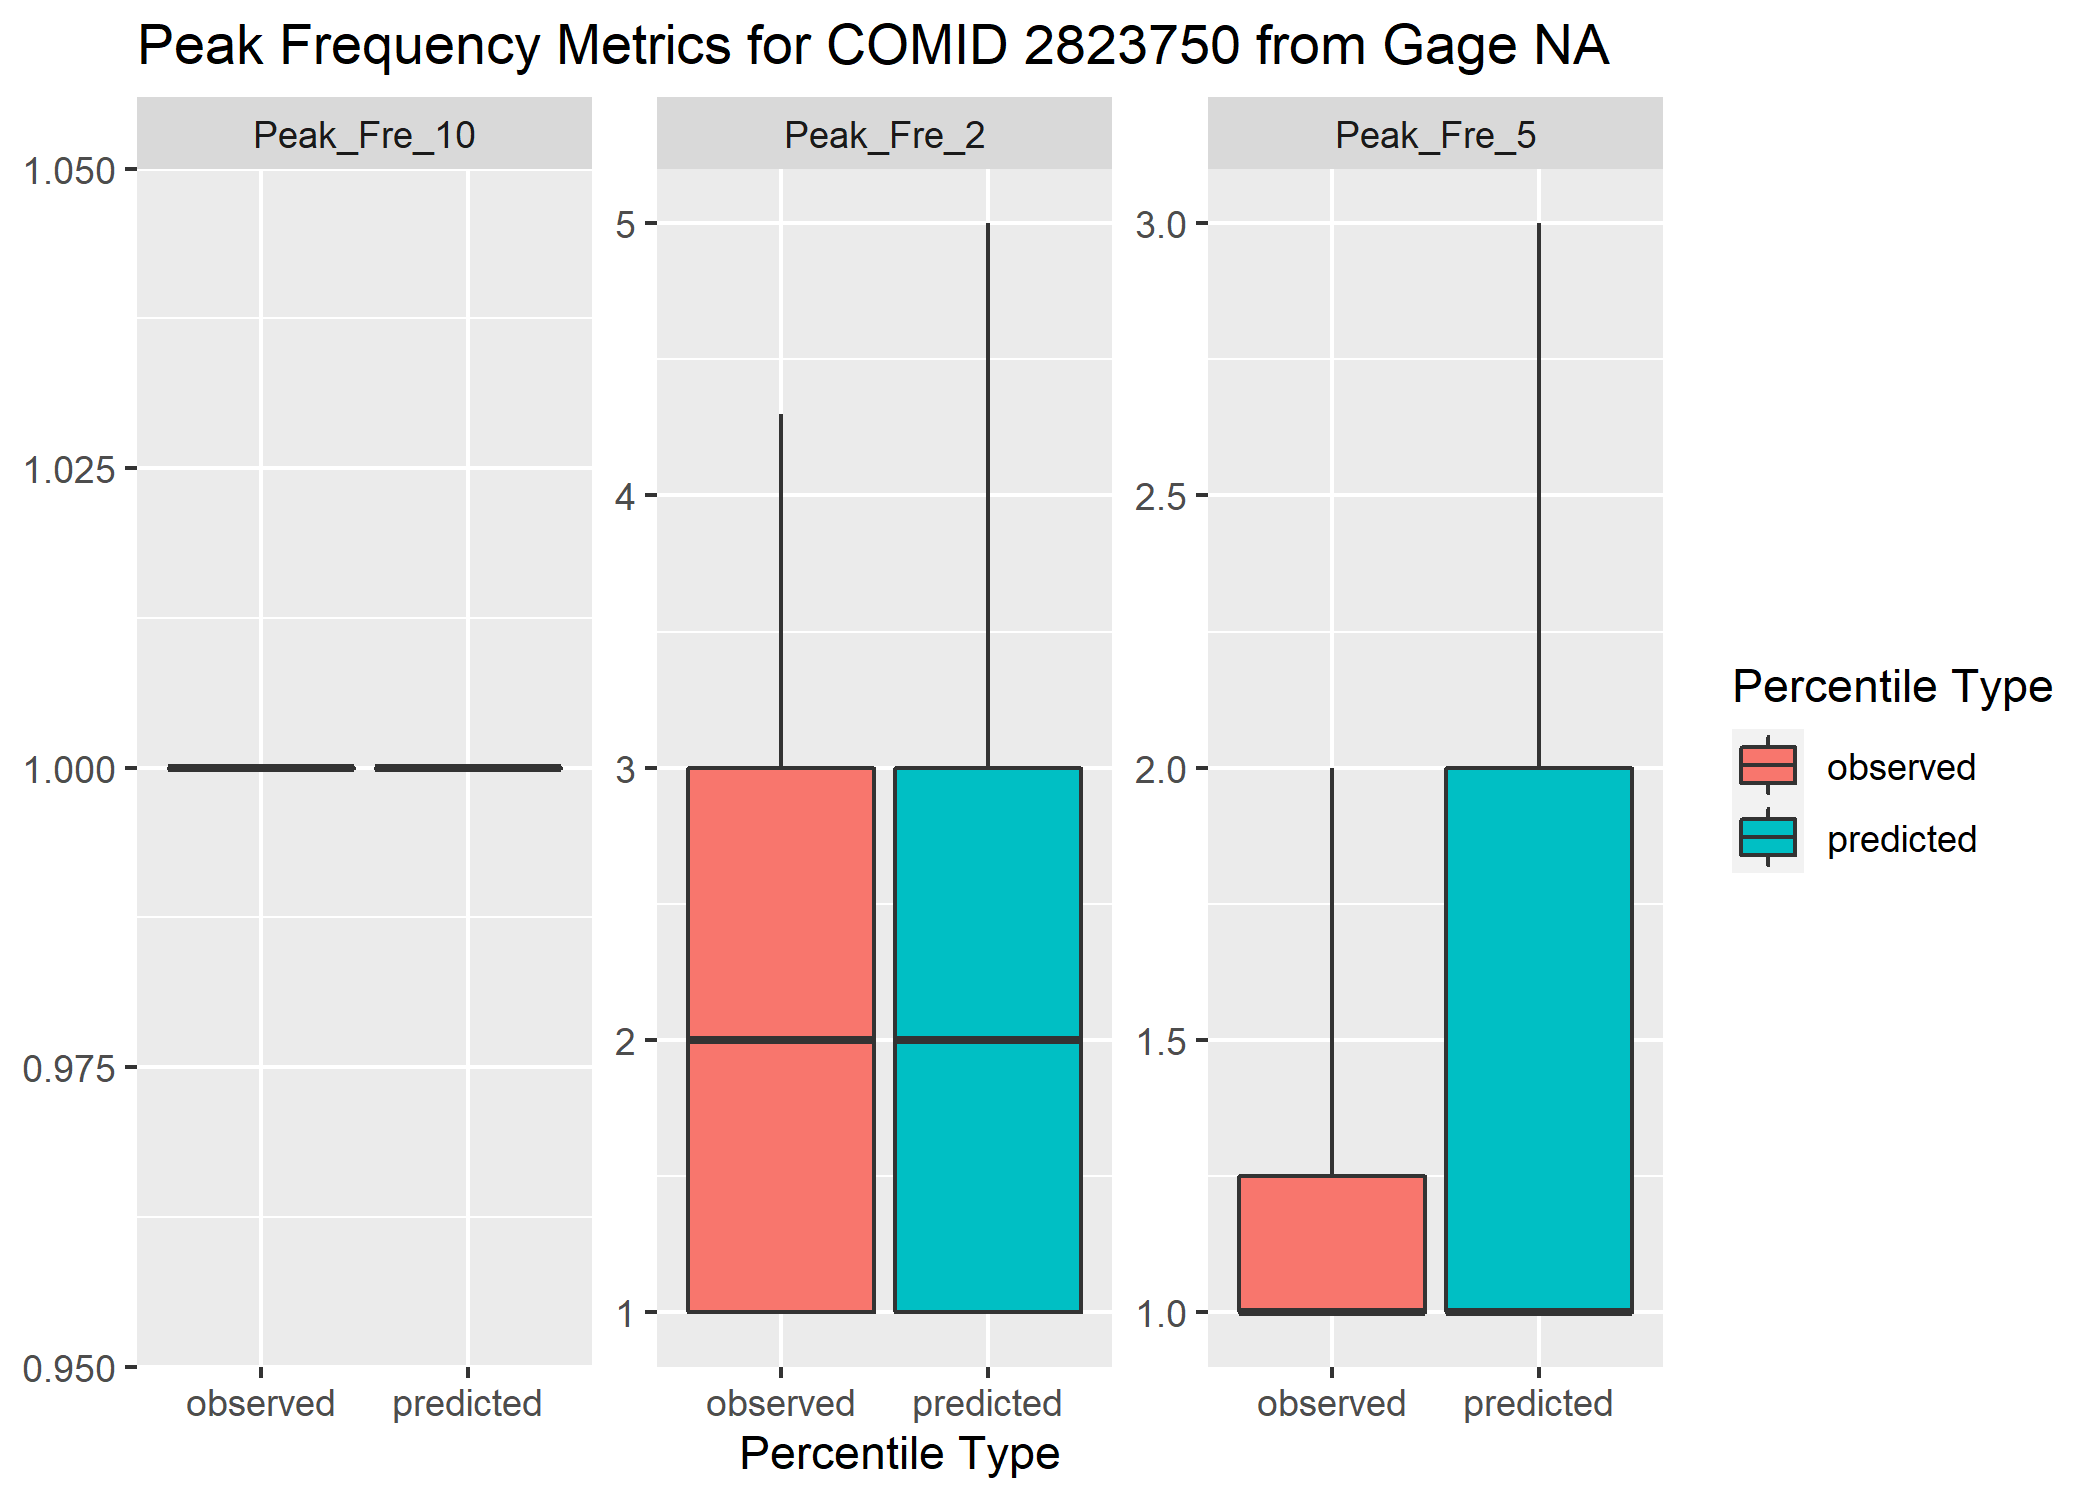 Peak Frequency Metrics for COMID 2823750 from Gage NA
Peak_Fre_10
Peak_Fre_2
Peak_Fre_5
1.050
1.025
1.000
0.975
0.950
5
4
3
2
1
3.0
2.5
2.0
1.5
1.0
observed
predicted
observed
predicted
observed
predicted
Percentile Type
Percentile Type
observed
predicted